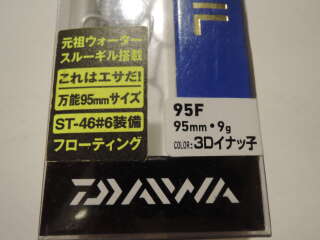 IL
元祖ウォーター
スルーギル搭載
これはエサだ!
万能95mmサイズ
ST-46#6装備
フローティング
95F
95mm・9g
COLOR: 3Dイナッ子
DAIWA